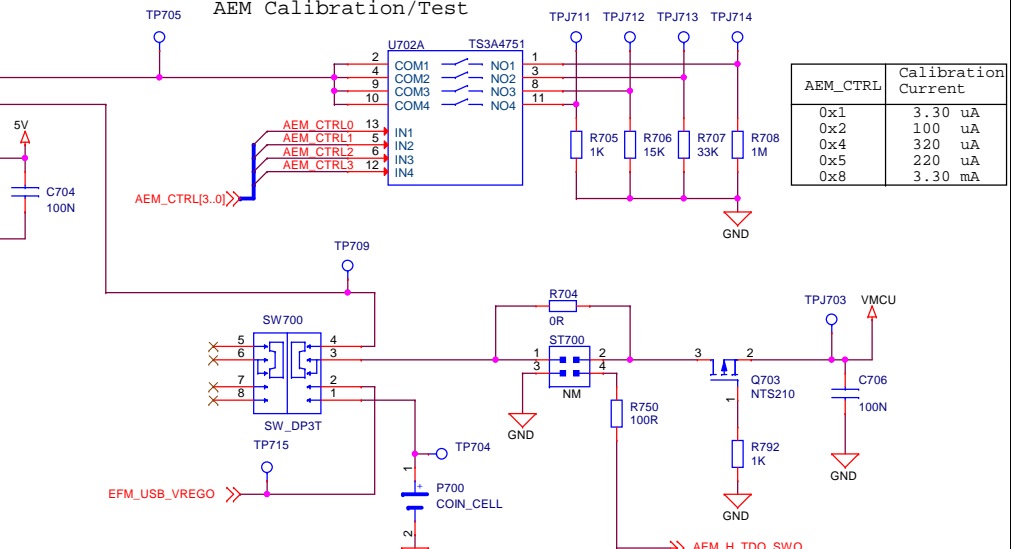 AEM Calibration/Test
TP705
TPJ711 TPJ712 TPJ713 TPJ714
U702A TS3A4751
2 COM1 NO1 1
4 COM2 NO2 3
9 COM3 NO3 8
10 COM4 NO4 11
AEM_CTRL0 13 IN1
AEM_CTRL1 5 IN2
AEM_CTRL2 6 IN3
AEM_CTRL3 12 IN4
AEM_CTRL[3..0]
R705 1K
R706 15K
R707 33K
R708 1M
GND
AEM_CTRL Calibration Current
0x1 3.30 uA
0x2 100 uA
0x4 320 uA
0x5 220 uA
0x8 3.30 mA
5V
C704
100N
TP709
SW700
5 4
6 3
7 2
8 1
SW_DP3T
TP715
EFM_USB_VREGO
TP704
1
+
P700
COIN_CELL
2
R704
0R
ST700
1 2
3 4
NM
GND
R750
100R
AEM_H_TDO_SWO
3 2
1
Q703
NTS210
R792
1K
GND
TPJ703
VMCU
C706
100N
GND